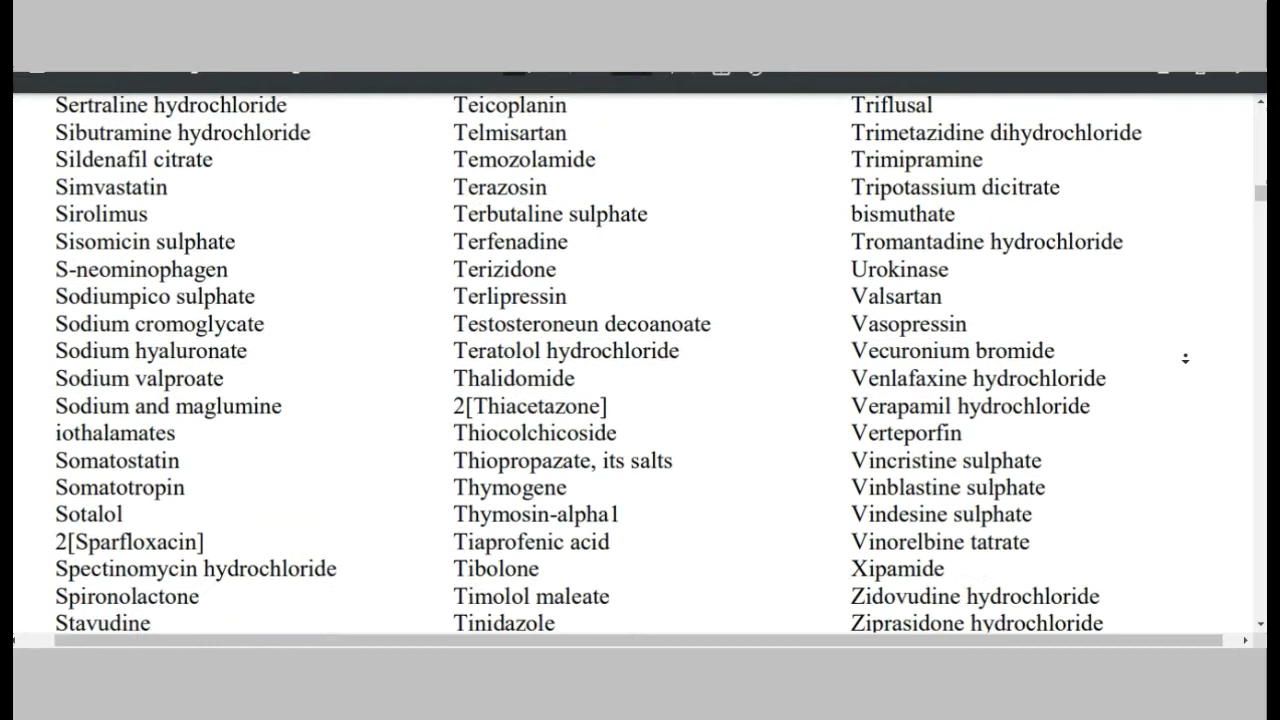 Sertraline hydrochloride
Sibutramine hydrochloride
Sildenafil citrate
Simvastatin
Sirolimus
Sisomicin sulphate
S-neominophagen
Sodiumpico sulphate
Sodium cromoglycate
Sodium hyaluronate
Sodium valproate
Sodium and maglumine
iothalamates
Somatostatin
Somatotropin
Sotalol
2[Sparfloxacin]
Spectinomycin hydrochloride
Spironolactone
Stavudine
Teicoplanin
Telmisartan
Temozolamide
Terazosin
Terbutaline sulphate
Terfenadine
Terizidone
Terlipressin
Testosteroneun decoanoate
Teratolol hydrochloride
Thalidomide
2[Thiacetazone]
Thiocolchicoside
Thiopropazate, its salts
Thymogene
Thymosin-alpha1
Tiaprofenic acid
Tibolone
Timolol maleate
Tinidazole
Triflusal
Trimetazidine dihydrochloride
Trimipramine
Tripotassium dicitrate
bismuthate
Tromantadine hydrochloride
Urokinase
Valsartan
Vasopressin
Vecuronium bromide
Venlafaxine hydrochloride
Verapamil hydrochloride
Verteporfin
Vincristine sulphate
Vinblastine sulphate
Vindesine sulphate
Vinorelbine tatrate
Xipamide
Zidovudine hydrochloride
Ziprasidone hydrochloride